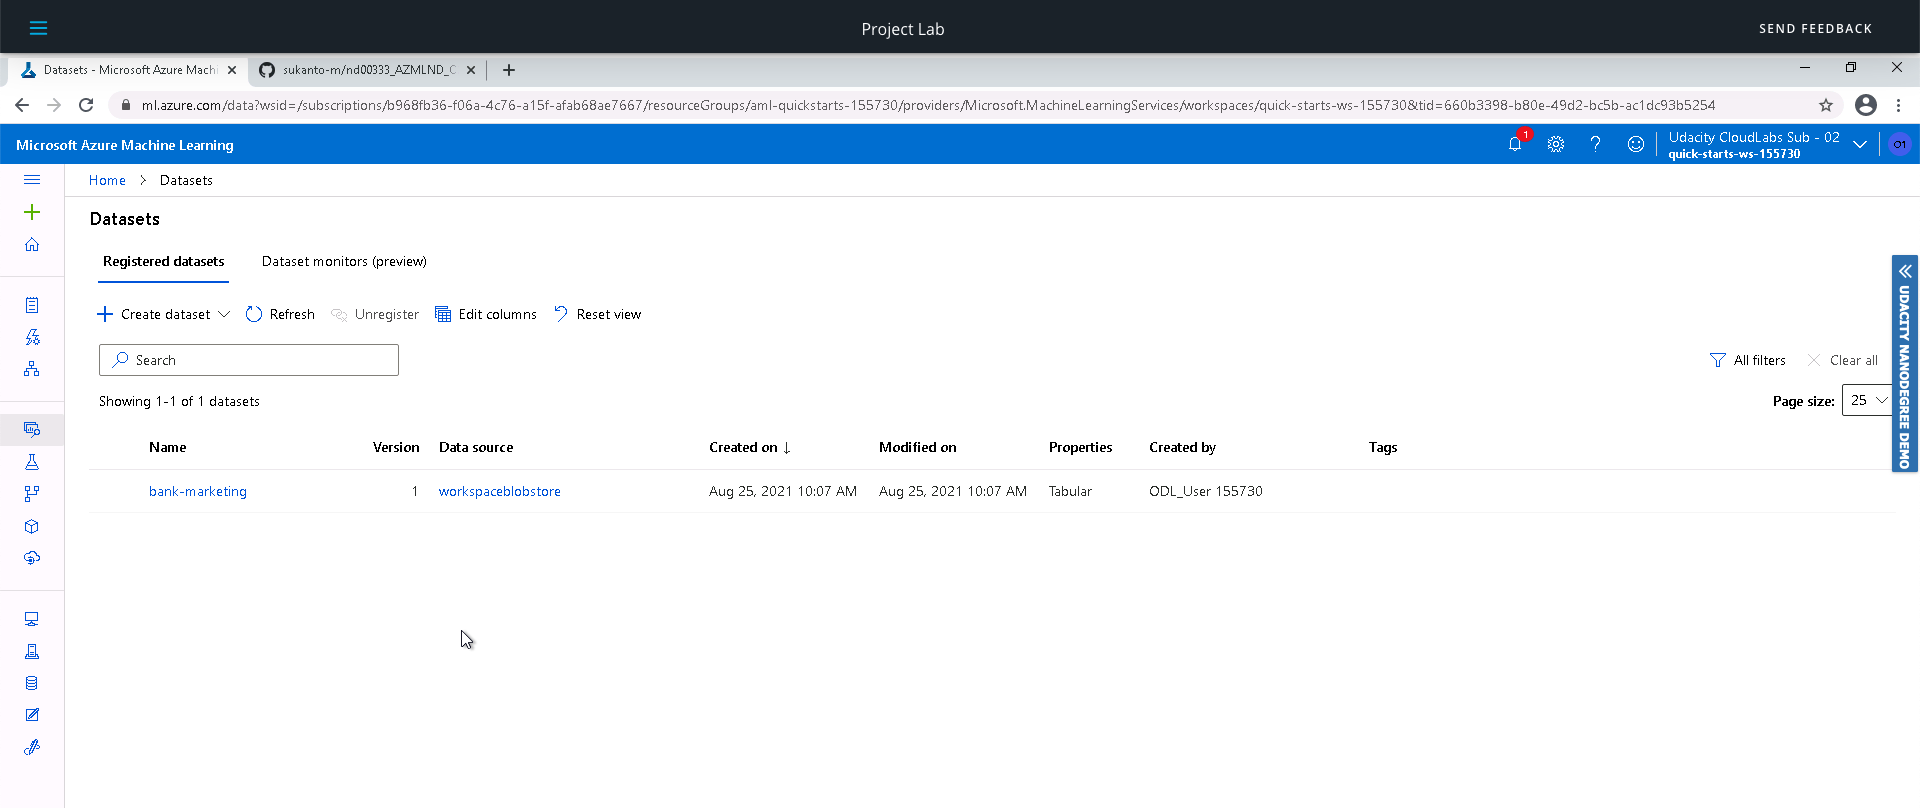 Project Lab
SEND FEEDBACK
Datasets - Microsoft Azure Machi
sukanto-m/nd00333_AZMLND_C
ml.azure.com/data?wsid=/subscriptions/b968fb36-f06a-4c76-a15f-afab68ae7667/resourceGroups/aml-quickstarts-155730/providers/Microsoft.MachineLearningServices/workspaces/quick-starts-ws-155730&tid=660b3398-b80e-49d2-bc5b-ac1dc93b5254
Microsoft Azure Machine Learning
1
?
Udacity CloudLabs Sub - 02
quick-starts-ws-155730
O1
Home > Datasets
Datasets
Registered datasets
Dataset monitors (preview)
Create dataset
Refresh
Unregister
Edit columns
Reset view
Search
All filters
Clear all
Showing 1-1 of 1 datasets
Page size: 25
Name Version Data source Created on ↓ Modified on Properties Created by Tags
bank-marketing 1 workspaceblobstore Aug 25, 2021 10:07 AM Aug 25, 2021 10:07 AM Tabular ODL_User 155730
UDACITY NANODEGREE DEMO